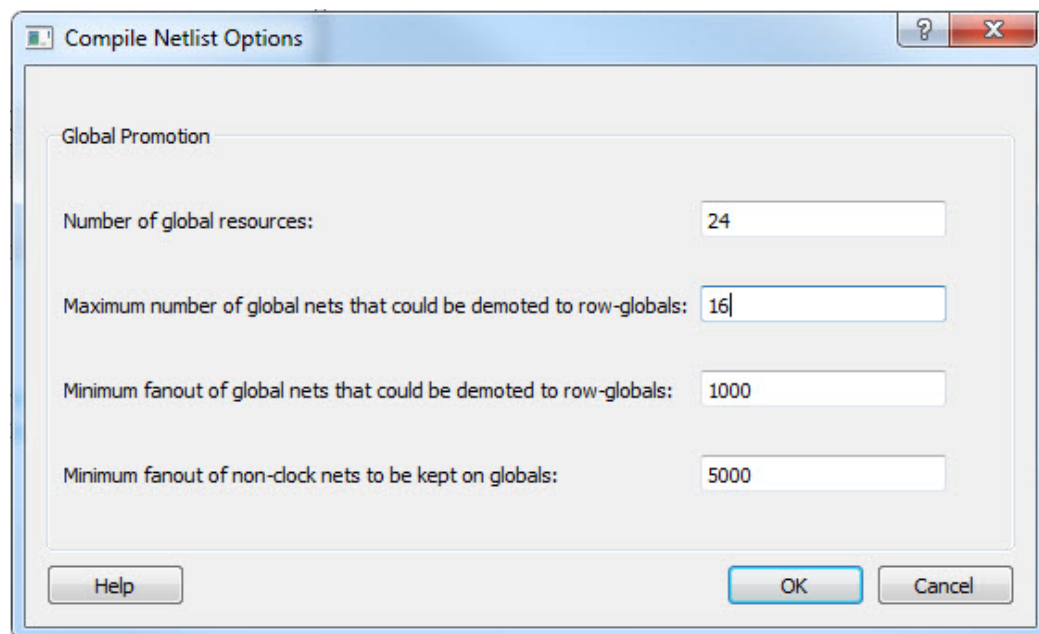 Compile Netlist Options
Global Promotion
Number of global resources: 24
Maximum number of global nets that could be demoted to row-globals: 16
Minimum fanout of global nets that could be demoted to row-globals: 1000
Minimum fanout of non-clock nets to be kept on globals: 5000
Help OK Cancel